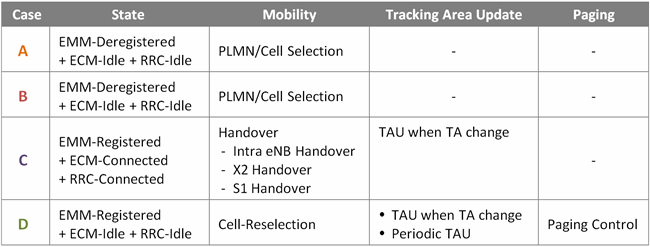 Case State Mobility Tracking Area Update Paging
A EMM-Deregistered
+ ECM-Idle + RRC-Idle PLMN/Cell Selection - -
B EMM-Deregistered
+ ECM-Idle + RRC-Idle PLMN/Cell Selection - -
C EMM-Registered
+ ECM-Connected
+ RRC-Connected
Handover
- Intra eNB Handover
- X2 Handover
- S1 Handover
TAU when TA change
-
D EMM-Registered
+ ECM-Idle + RRC-Idle
Cell-Reselection
• TAU when TA change
• Periodic TAU
Paging Control